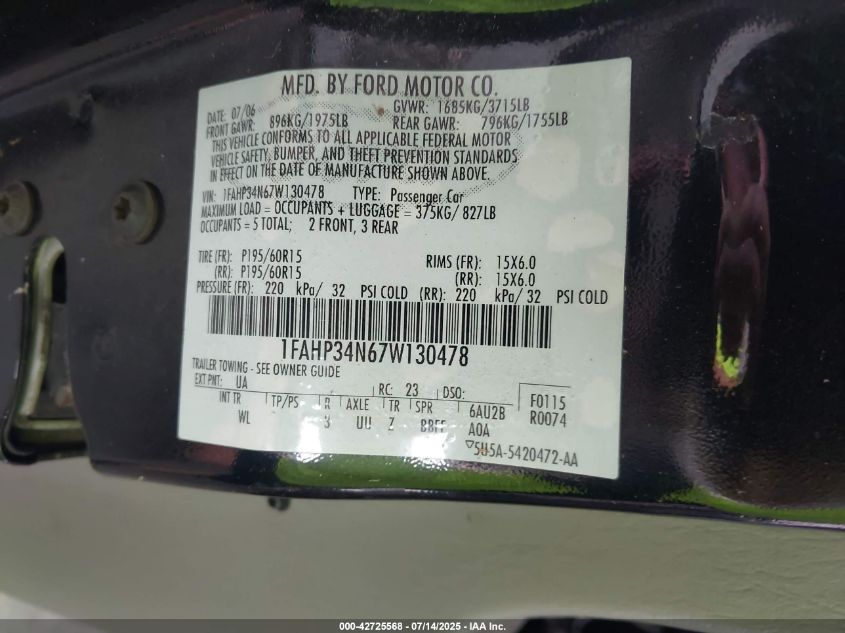 MFD. BY FORD MOTOR CO.
DATE: 07/06 GVWR: 1685KG/3715LB
FRONT GAWR: 896KG/1975LB REAR GAWR: 796KG/1755LB
THIS VEHICLE CONFORMS TO ALL APPLICABLE FEDERAL MOTOR
VEHICLE SAFETY, BUMPER, AND THEFT PREVENTION STANDARDS
IN EFFECT ON THE DATE OF MANUFACTURE SHOWN ABOVE.
VIN: 1FAHP34N67W130478 TYPE: Passenger Car
MAXIMUM LOAD = OCCUPANTS + LUGGAGE = 375KG/ 827LB
OCCUPANTS = 5 TOTAL; 2 FRONT, 3 REAR
TIRE (FR): P195/60R15 RIMS (FR): 15X6.0
(RR): P195/60R15 (RR): 15X6.0
PRESSURE (FR): 220 kPa/ 32 PSI COLD (RR): 220 kPa/ 32 PSI COLD
1FAHP34N67W130478
TRAILER TOWING - SEE OWNER GUIDE
EXT PNT: UA RC: 23 DSO: F0115
INT TR TP/PS R AXLE TR SPR 6AU2B R0074
WL 3 UU Z BBFF A0A
5U5A-5420472-AA
000-42725568 - 07/14/2025 - IAA Inc.